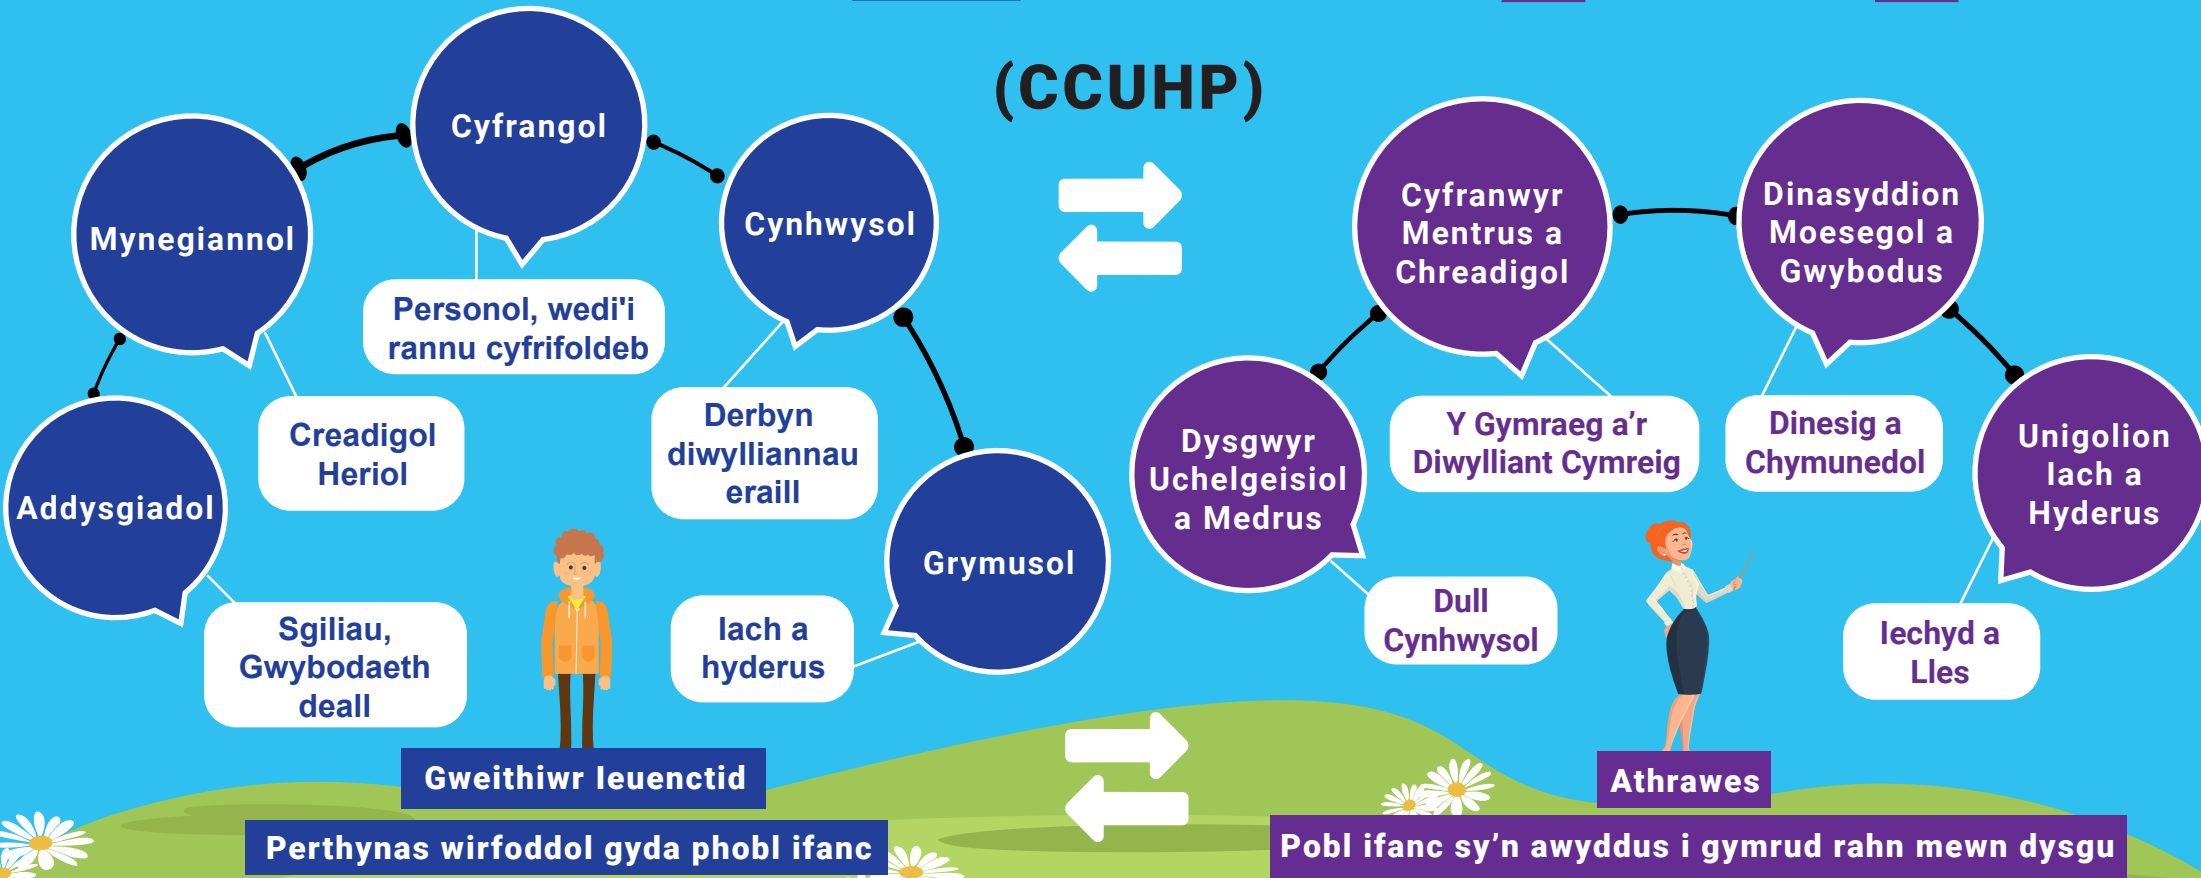 (CCUHP)
Addysgiadol
Sgiliau,
Gwybodaeth
deall
Mynegiannol
Creadigol
Heriol
Cyfrangol
Personol, wedi'i
rannu cyfrifoldeb
Cynhwysol
Derbyn
diwylliannau
eraill
Grymusol
Iach a
hyderus
Gweithiwr Ieuenctid
Perthynas wirfoddol gyda phobl ifanc
Dysgwyr
Uchelgeisiol
a Medrus
Dull
Cynhwysol
Cyfranwyr
Mentrus a
Chreadigol
Y Gymraeg a’r
Diwylliant Cymreig
Dinasyddion
Moesegol a
Gwybodus
Dinesig a
Chymunedol
Unigolion
Iach a
Hyderus
Iechyd a
Lles
Athrawes
Pobl ifanc sy’n awyddus i gymrud rahn mewn dysgu